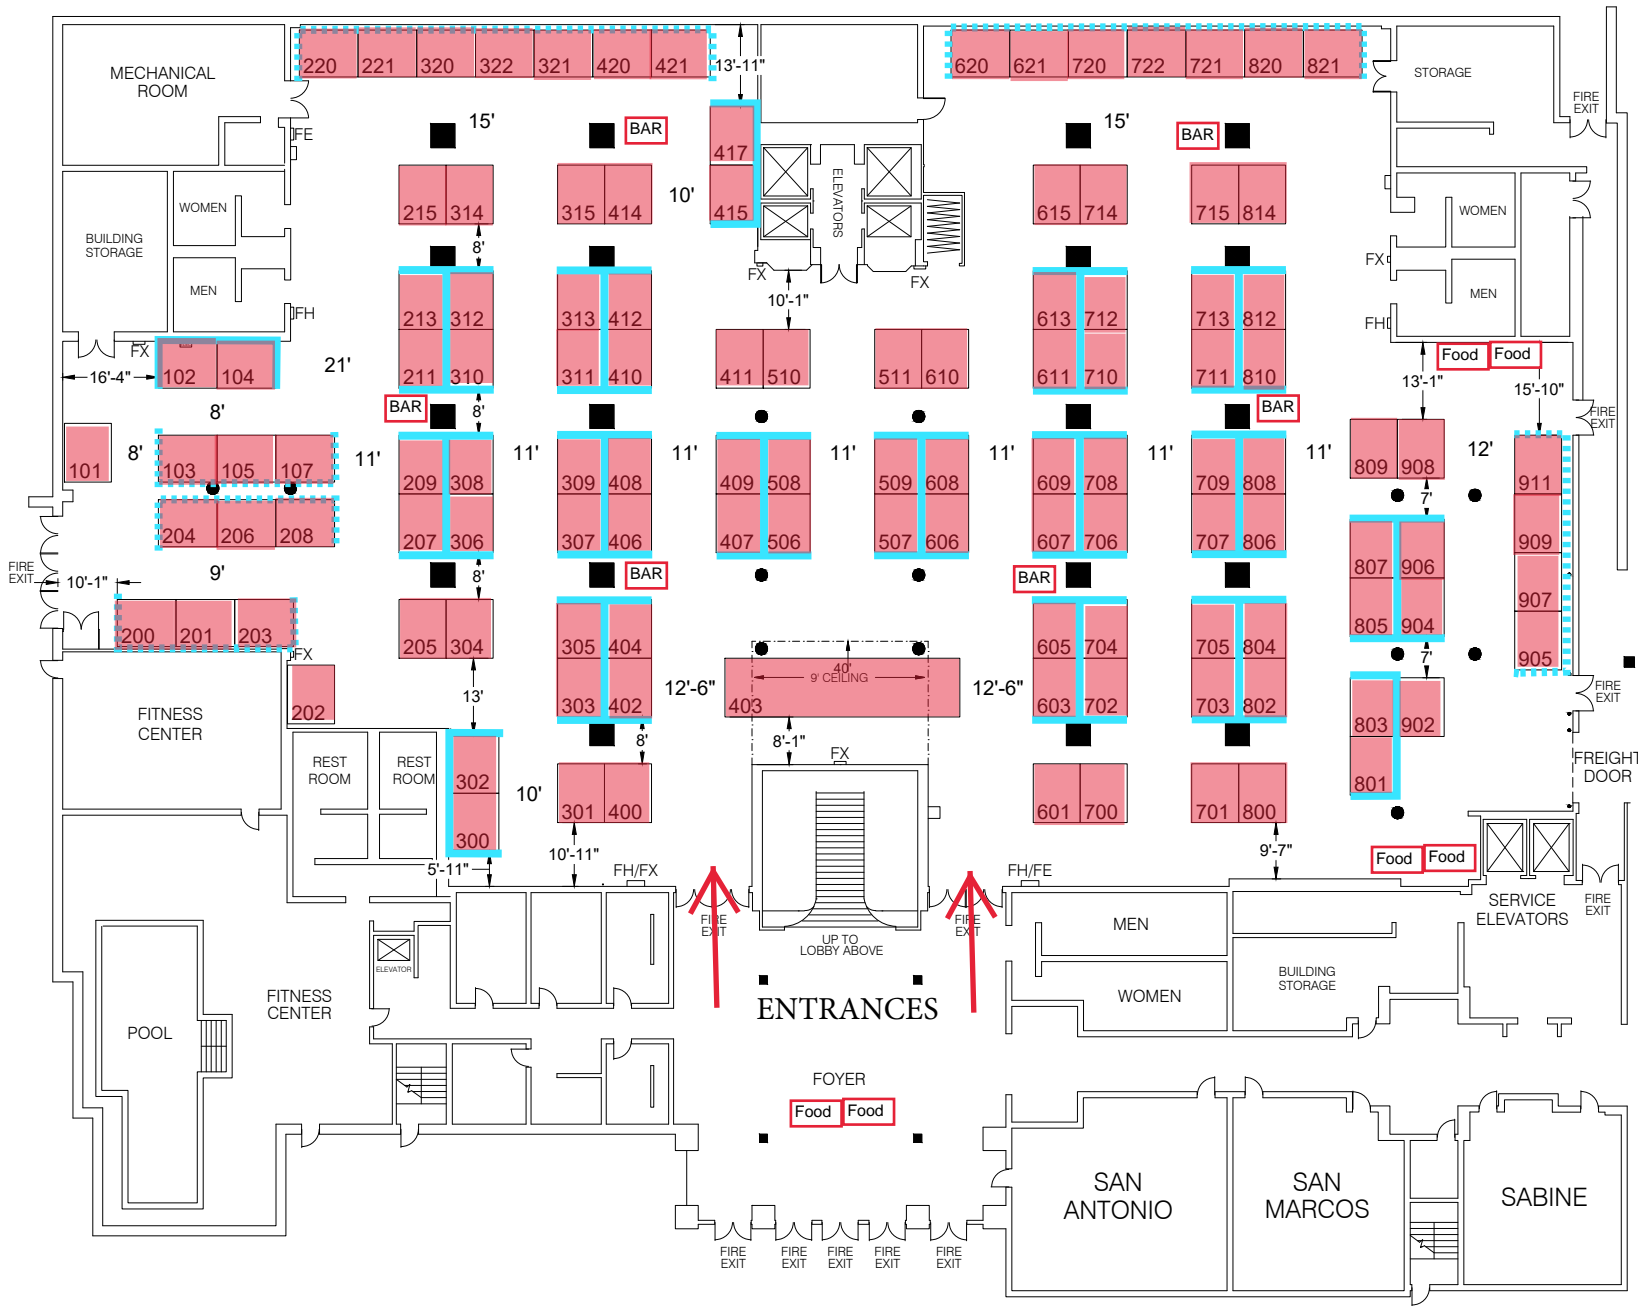 220 221 320 322 321 420 421
13'-11"
620 621 720 722 721 820 821
MECHANICAL
ROOM
STORAGE
FIRE
EXIT
FE
15'
BAR
15'
BAR
417
415
10'
ELEVATORS
215 314
315 414
615 714
715 814
WOMEN
WOMEN
BUILDING
STORAGE
8'
FX
FX
FX
MEN
MEN
10'-1"
FH
FH
213 312
313 412
613 712
713 812
211 310
311 410
411 510
511 610
611 710
711 810
FX
102 104
16'-4"
21'
Food Food
13'-1"
15'-10"
8'
BAR
8'
BAR
FIRE
EXIT
101
8'
103 105 107
11'
11'
11'
11'
11'
11'
11'
12'
809 908
911
209 308
309 408
409 508
509 608
609 708
709 808
7'
204 206 208
207 306
307 406
407 506
507 606
607 706
707 806
909
FIRE
EXIT
9'
10'-1"
8'
BAR
BAR
807 906
907
200 201 203
805 904
905
205 304
305 404
605 704
705 804
FX
7'
40'
9' CEILING
202
13'
303 402
12'-6"
403
12'-6"
603 702
703 802
803 902
FIRE
EXIT
FITNESS
CENTER
8'
8'-1"
FX
REST
ROOM
REST
ROOM
302
300
10'
301 400
601 700
701 800
801
FREIGHT
DOOR
5'-11"
10'-11"
9'-7"
Food Food
FH/FX
FH/FE
FIRE
EXIT
FIRE
EXIT
SERVICE
ELEVATORS
FIRE
EXIT
UP TO
LOBBY ABOVE
MEN
ELEVATOR
BUILDING
STORAGE
FITNESS
CENTER
ENTRANCES
WOMEN
POOL
FOYER
Food Food
SAN
ANTONIO
SAN
MARCOS
SABINE
FIRE
EXIT
FIRE
EXIT
FIRE
EXIT
FIRE
EXIT
FIRE
EXIT